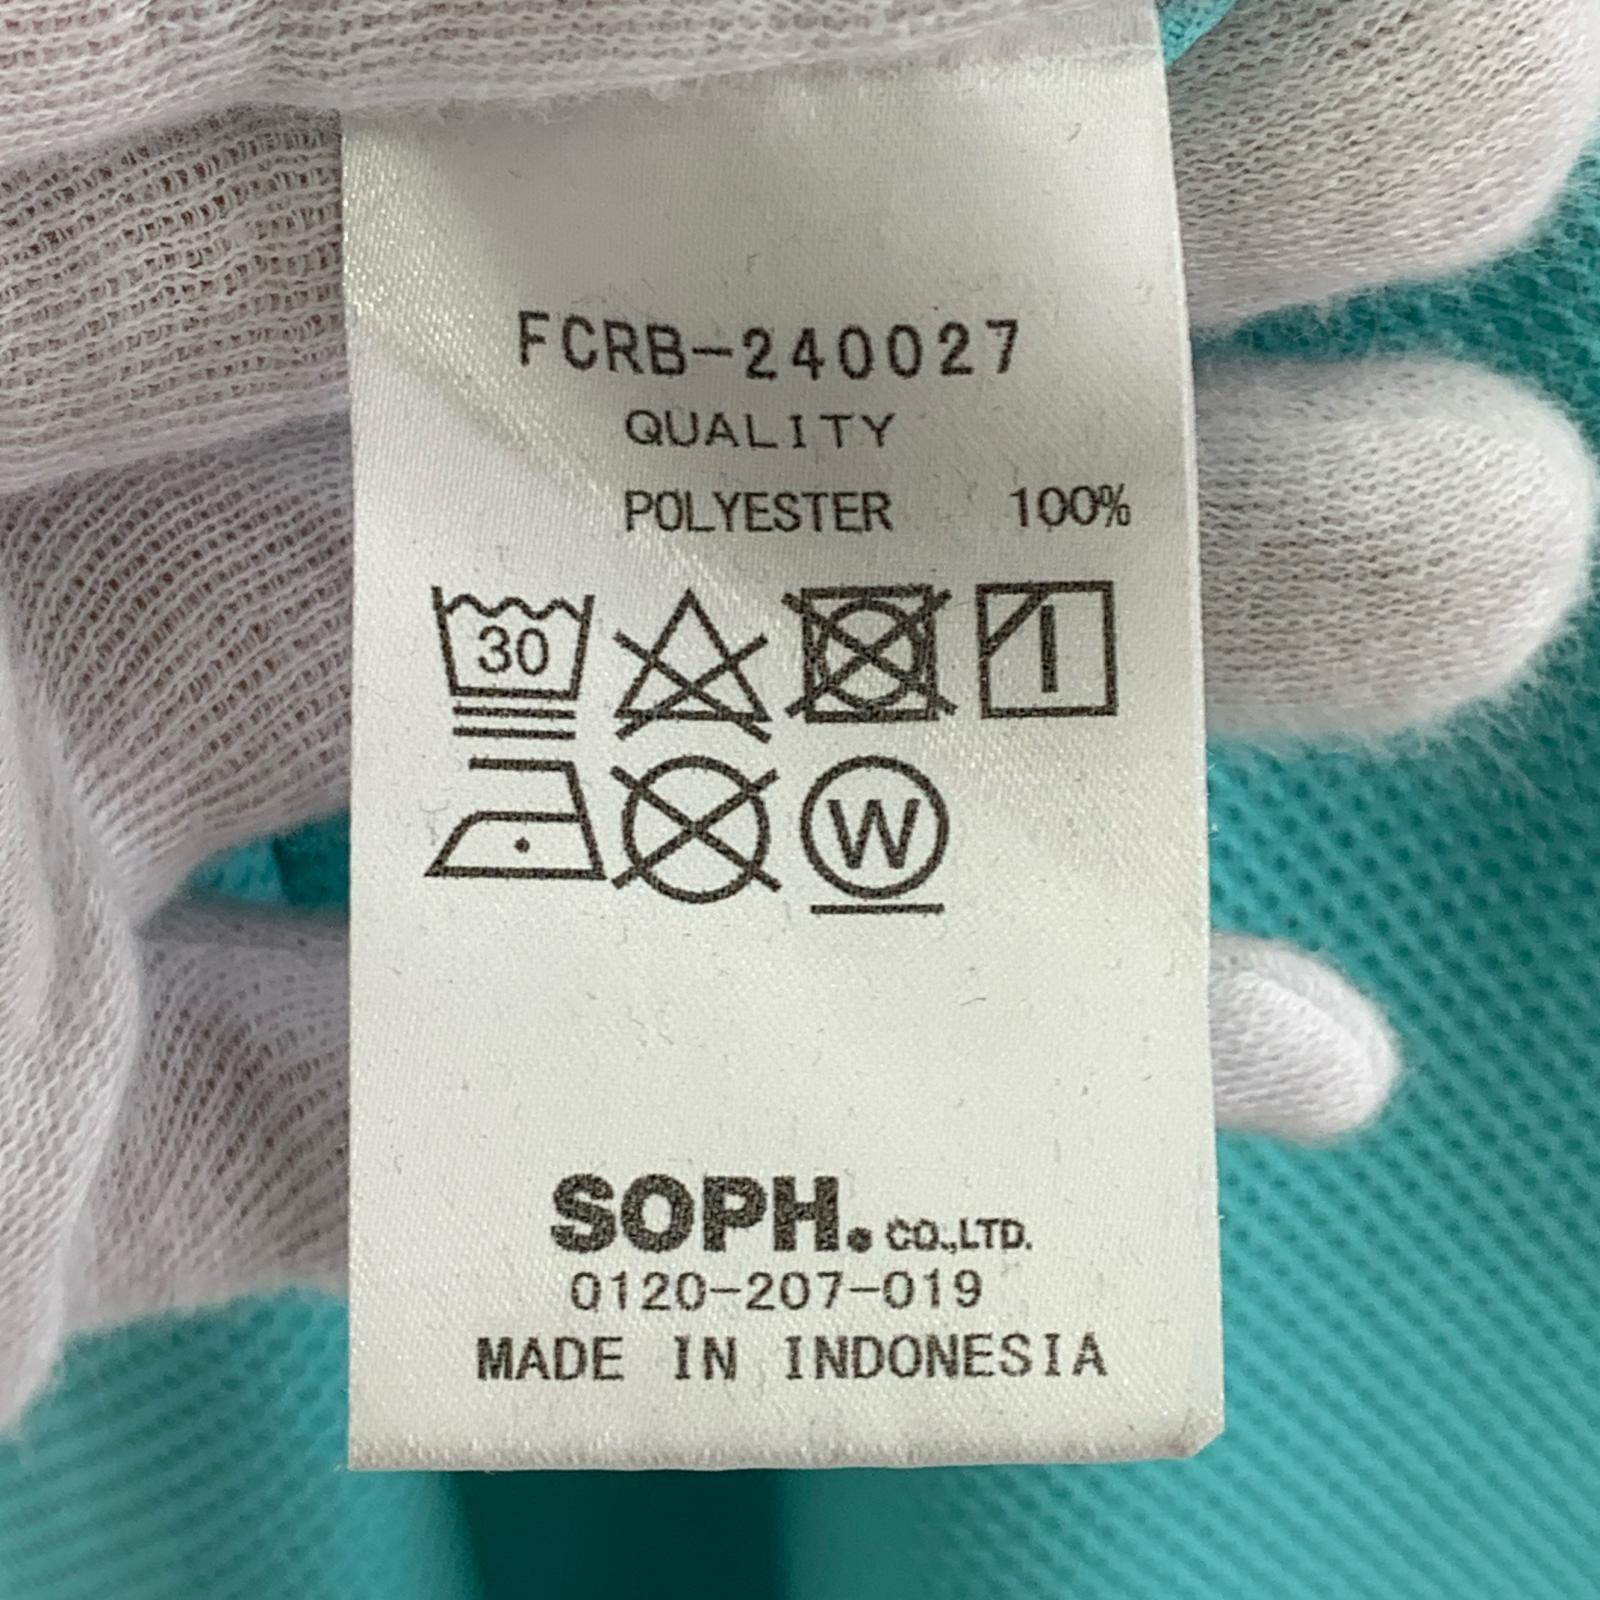 FCRB-240027
QUALITY
POLYESTER 100%
30
W
SOPH. CO.,LTD.
0120-207-019
MADE IN INDONESIA